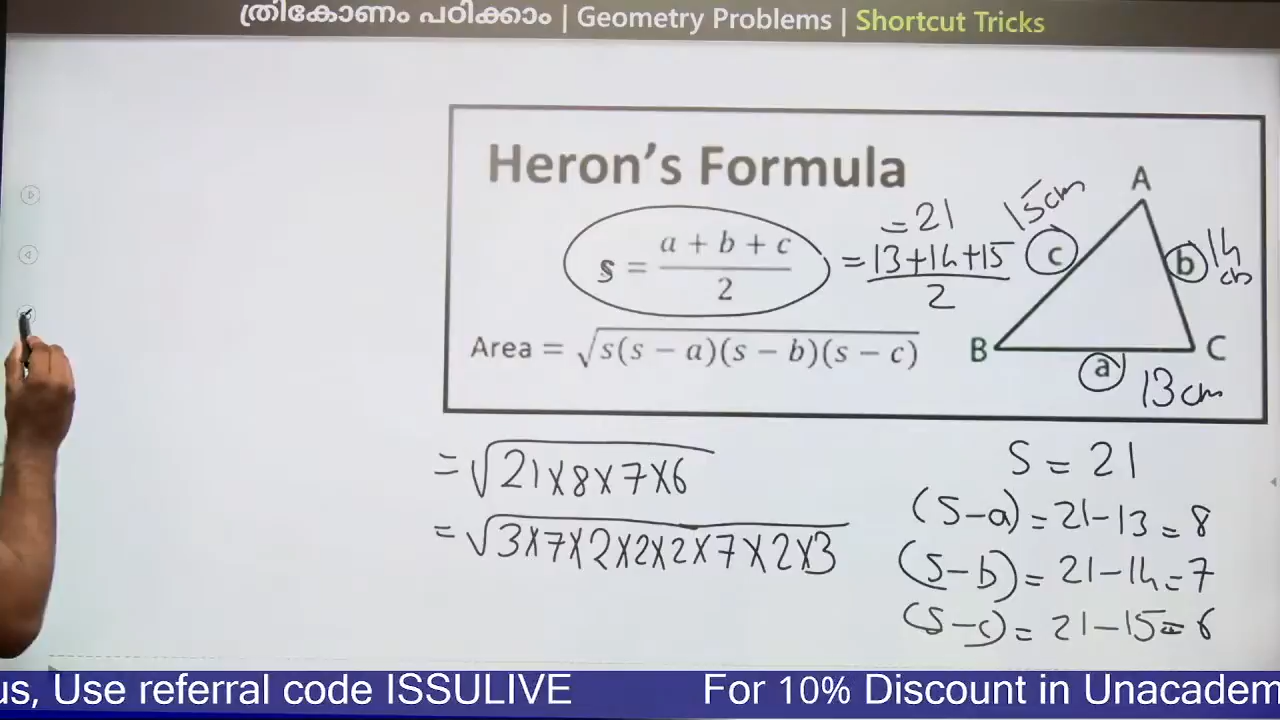 ത്രികോണം പഠിക്കാം | Geometry Problems | Shortcut Tricks
Heron's Formula
s = (a + b + c) / 2
= 13+14+15 / 2
= 21
Area = √s(s − a)(s − b)(s − c)
A
15cm
c
b
14 cm
B
C
a
13cm
= √21×8×7×6
= √3×7×2×2×2×7×2×3
S = 21
(S-a) = 21-13 = 8
(S-b) = 21-14 = 7
(S-c) = 21-15 = 6
us, Use referral code ISSULIVE
For 10% Discount in Unacadem